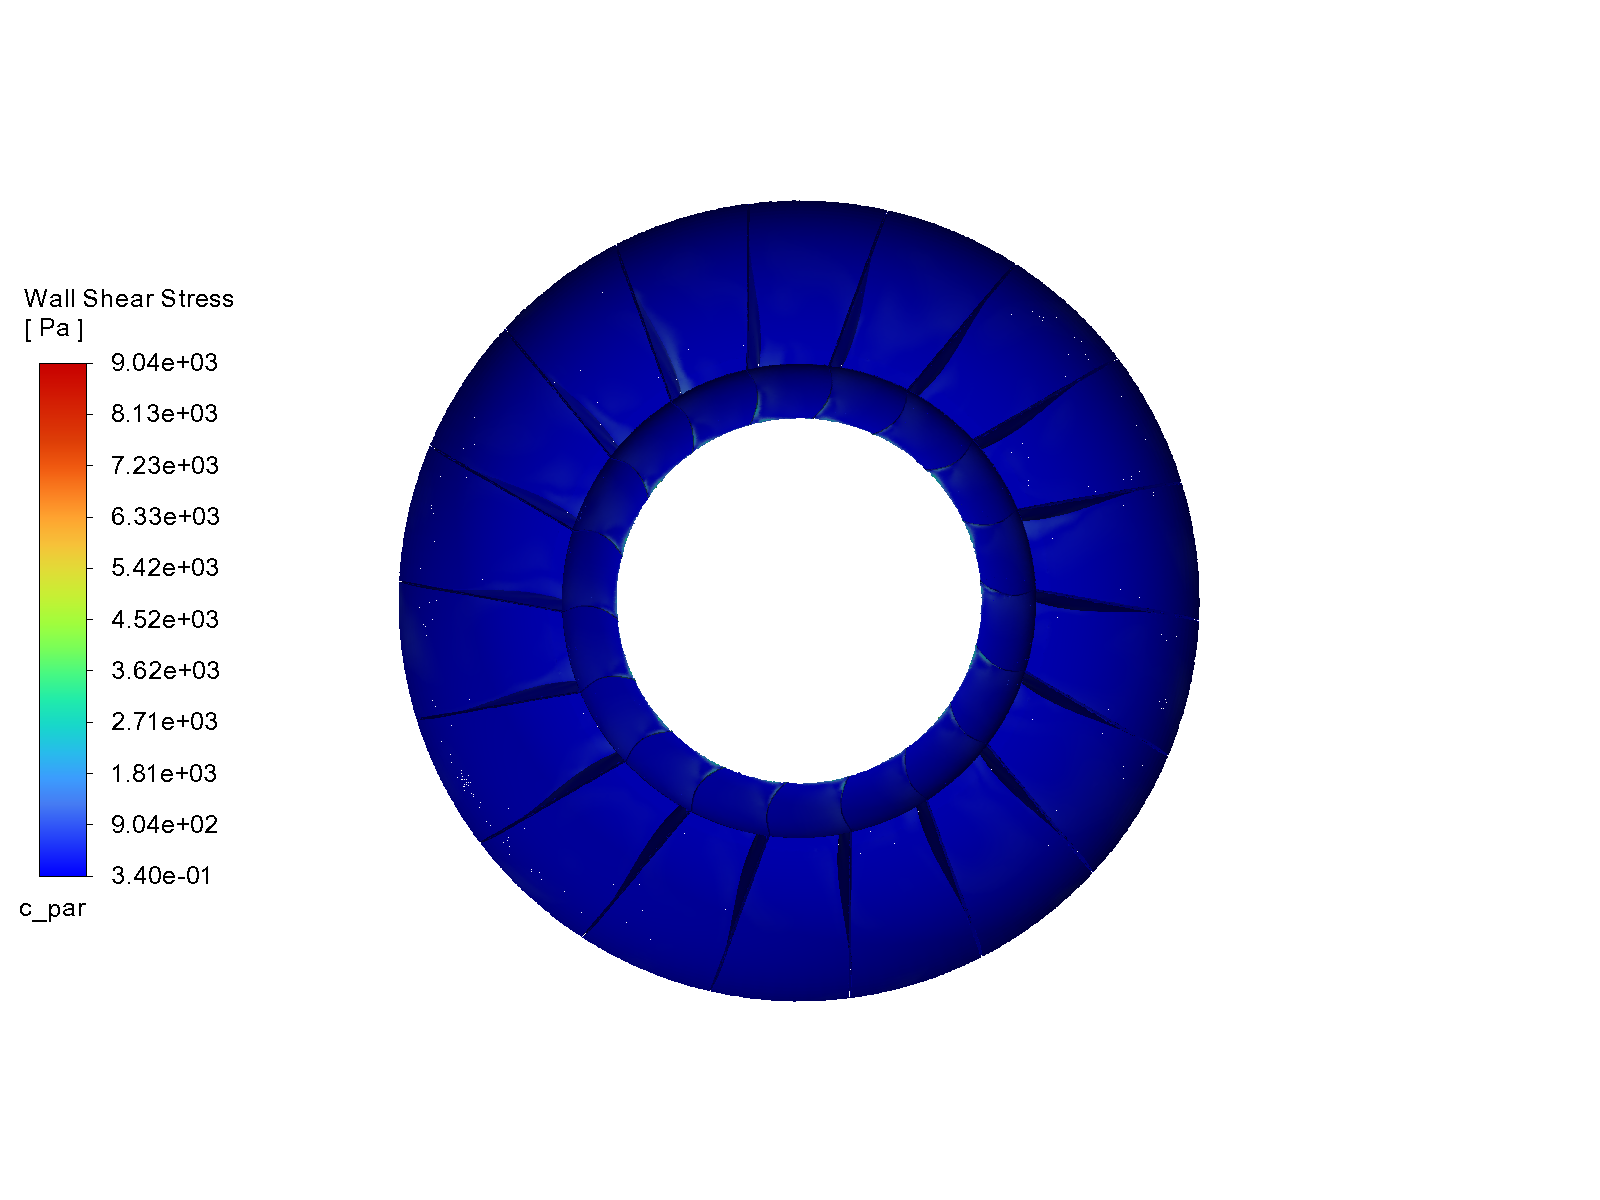 Wall Shear Stress
[ Pa ]
9.04e+03
8.13e+03
7.23e+03
6.33e+03
5.42e+03
4.52e+03
3.62e+03
2.71e+03
1.81e+03
9.04e+02
3.40e-01
c_par